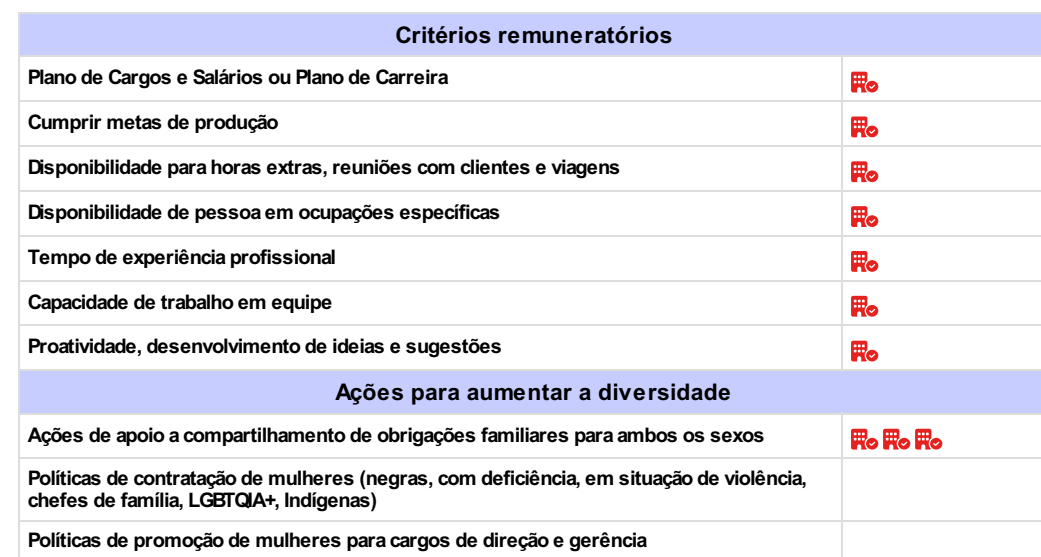 Critérios remuneratórios
Plano de Cargos e Salários ou Plano de Carreira
Cumprir metas de produção
Disponibilidade para horas extras, reuniões com clientes e viagens
Disponibilidade de pessoa em ocupações específicas
Tempo de experiência profissional
Capacidade de trabalho em equipe
Proatividade, desenvolvimento de ideias e sugestões
Ações para aumentar a diversidade
Ações de apoio a compartilhamento de obrigações familiares para ambos os sexos
Políticas de contratação de mulheres (negras, com deficiência, em situação de violência,
chefes de família, LGBTQIA+, Indígenas)
Políticas de promoção de mulheres para cargos de direção e gerência